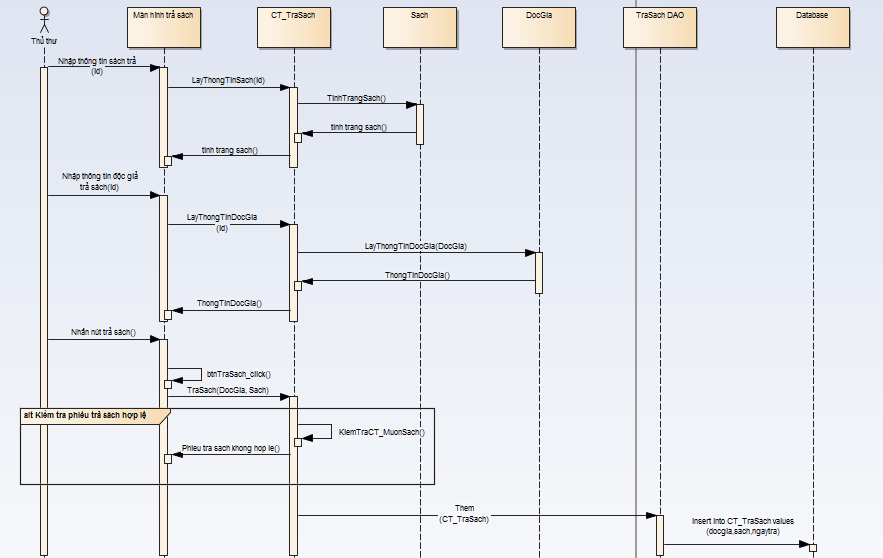 Màn hình trả sách
CT_TraSach
Sach
DocGia
TraSach DAO
Database
Thủ thư
Nhập thông tin sách trả
(id)
LayThongTinSach(id)
TinhTrangSach()
tinh trang sach()
tinh trang sach()
Nhập thông tin độc giả
trả sách(id)
LayThongTinDocGia
(id)
LayThongTinDocGia(DocGia)
ThongTinDocGia()
ThongTinDocGia()
Nhấn nút trả sách()
btnTraSach_click()
TraSach(DocGia, Sach)
alt Kiểm tra phiếu trả sách hợp lệ
KiemTraCT_MuonSach()
Phieu tra sach khong hop le()
Them
(CT_TraSach)
Insert into CT_TraSach values
(docgia,sach,ngaytra)